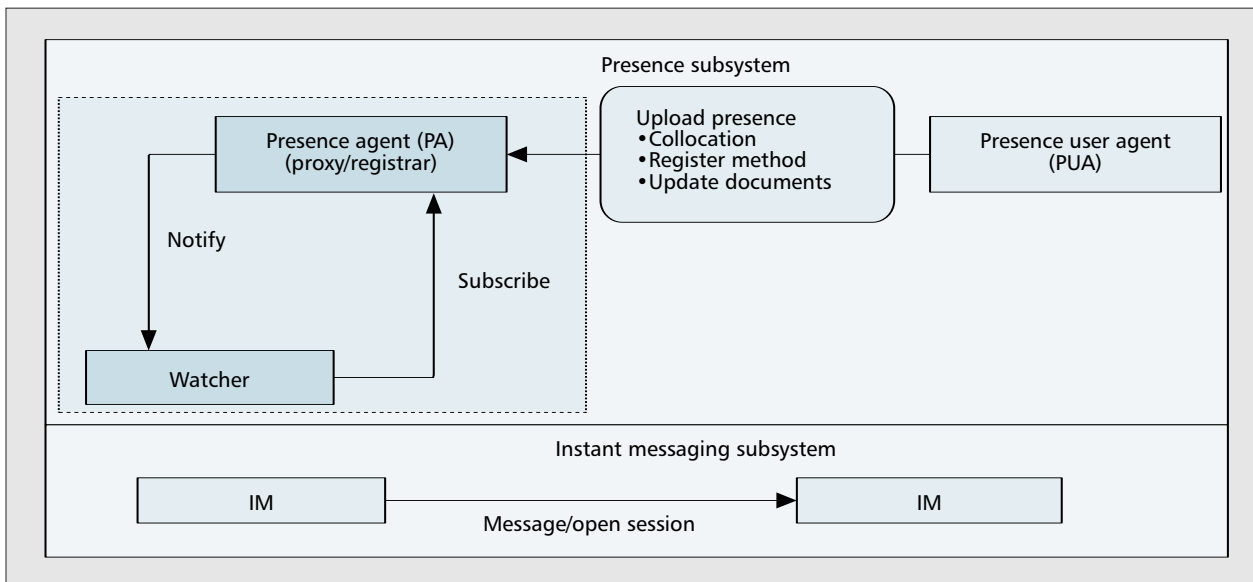 Presence subsystem
Presence agent (PA)
(proxy/registrar)
Upload presence
•Collocation
•Register method
•Update documents
Presence user agent
(PUA)
Notify
Subscribe
Watcher
Instant messaging subsystem
IM
Message/open session
IM